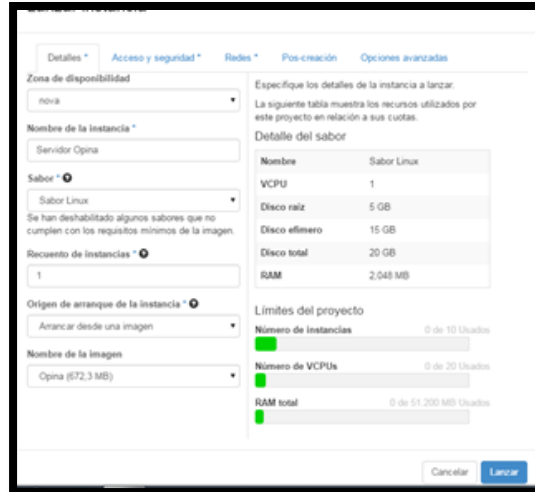 Lanzar instancia
Detalles * Acceso y seguridad * Redes * Pos-creación Opciones avanzadas
Zona de disponibilidad
nova
Nombre de la instancia *
Servidor Opina
Sabor *
Sabor Linux
Se han deshabilitado algunos sabores que no
cumplen con los requisitos mínimos de la imagen.
Recuento de instancias *
1
Origen de arranque de la instancia *
Arrancar desde una imagen
Nombre de la imagen
Opina (672,3 MB)
Especifique los detalles de la instancia a lanzar.
La siguiente tabla muestra los recursos utilizados por
este proyecto en relación a sus cuotas.
Detalle del sabor
Nombre Sabor Linux
VCPU 1
Disco raíz 5 GB
Disco efímero 15 GB
Disco total 20 GB
RAM 2,048 MB
Límites del proyecto
Número de instancias 0 de 10 Usados
Número de VCPUs 0 de 20 Usados
RAM total 0 de 51.200 MB Usados
Cancelar Lanzar